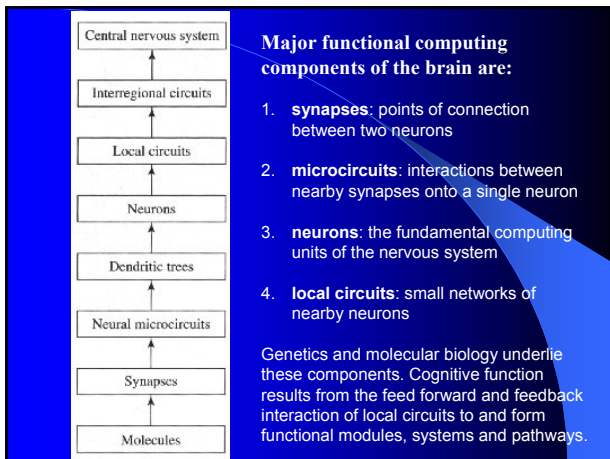 Central nervous system
Interregional circuits
Local circuits
Neurons
Dendritic trees
Neural microcircuits
Synapses
Molecules
Major functional computing
components of the brain are:
1. synapses: points of connection
between two neurons
2. microcircuits: interactions between
nearby synapses onto a single neuron
3. neurons: the fundamental computing
units of the nervous system
4. local circuits: small networks of
nearby neurons
Genetics and molecular biology underlie
these components. Cognitive function
results from the feed forward and feedback
interaction of local circuits to and form
functional modules, systems and pathways.